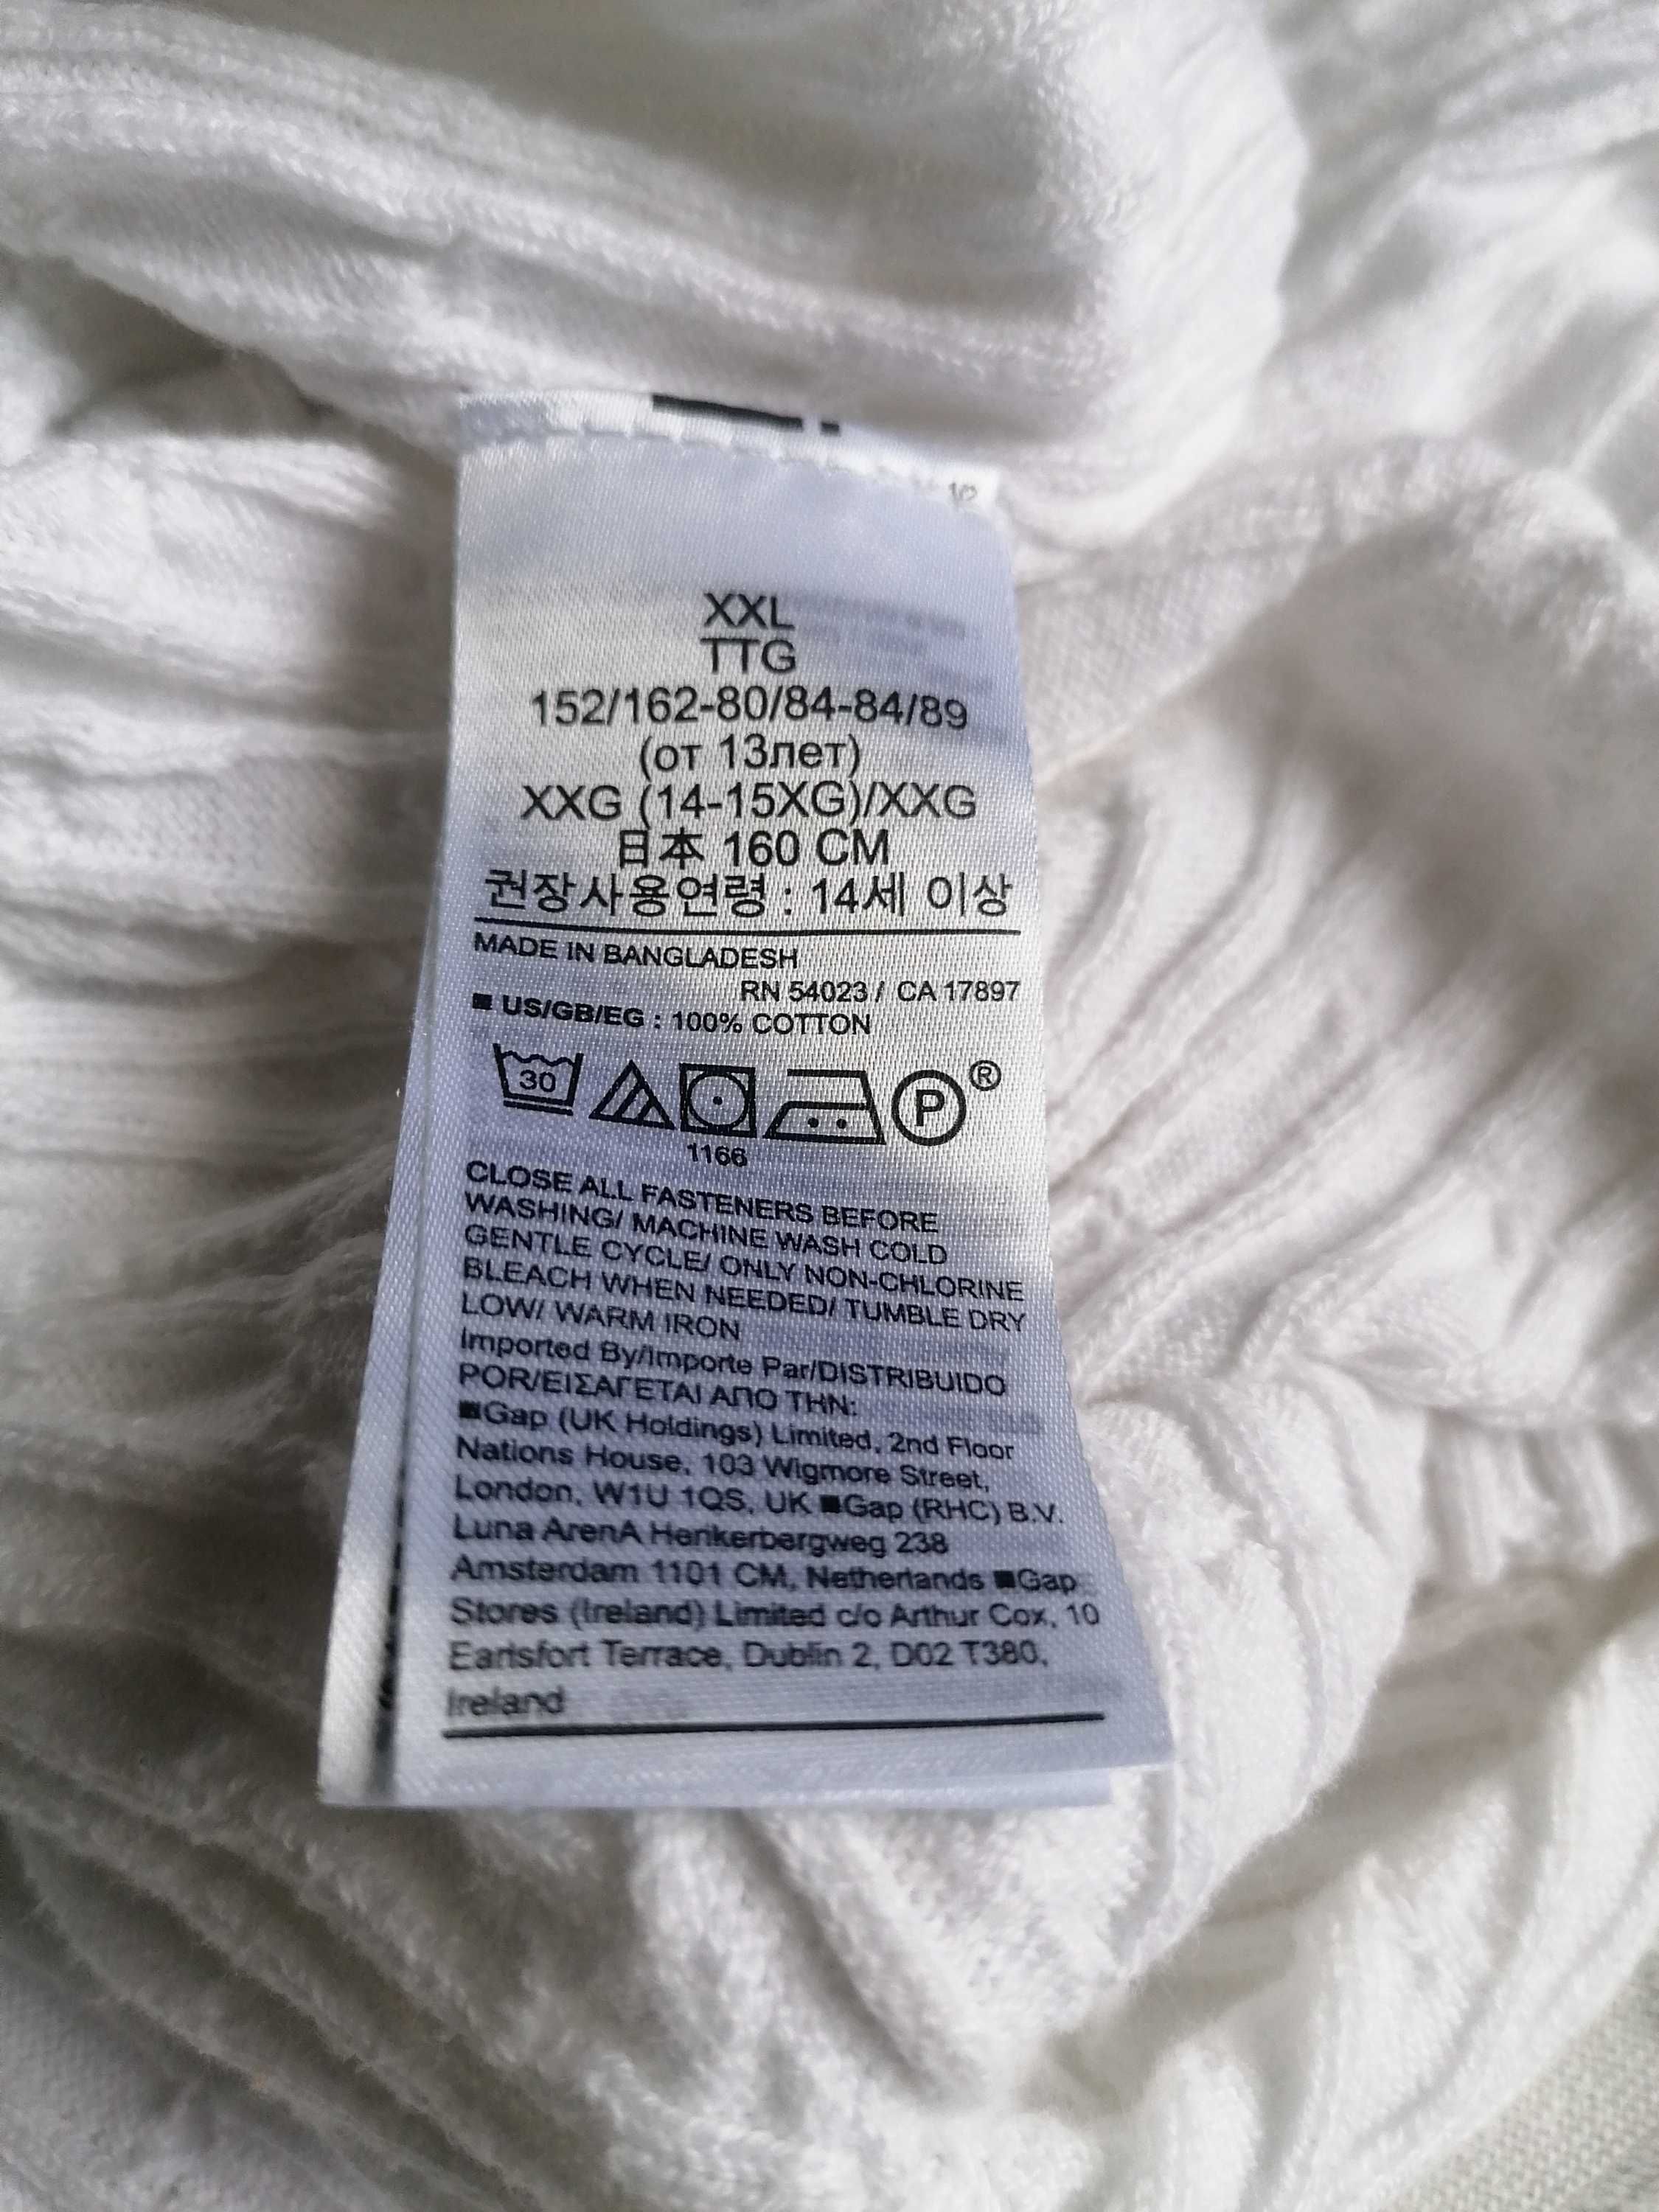 XXL
TTG
152/162-80/84-84/89
(от 13лет)
XXG (14-15XG)/XXG
日本 160 CM
권장사용연령 : 14세 이상
MADE IN BANGLADESH
RN 54023 / CA 17897
■ US/GB/EG : 100% COTTON
30
P ®
1166
CLOSE ALL FASTENERS BEFORE
WASHING/ MACHINE WASH COLD
GENTLE CYCLE/ ONLY NON-CHLORINE
BLEACH WHEN NEEDED/ TUMBLE DRY
LOW/ WARM IRON
Imported By/Importe Par/DISTRIBUIDO
POR/ΕΙΣΑΓΕΤΑΙ ΑΠΟ ΤΗΝ:
■Gap (UK Holdings) Limited, 2nd Floor
Nations House, 103 Wigmore Street,
London, W1U 1QS, UK ■Gap (RHC) B.V.
Luna ArenA Herikerbergweg 238
Amsterdam 1101 CM, Netherlands ■Gap
Stores (Ireland) Limited c/o Arthur Cox, 10
Earlsfort Terrace, Dublin 2, D02 T380,
Ireland